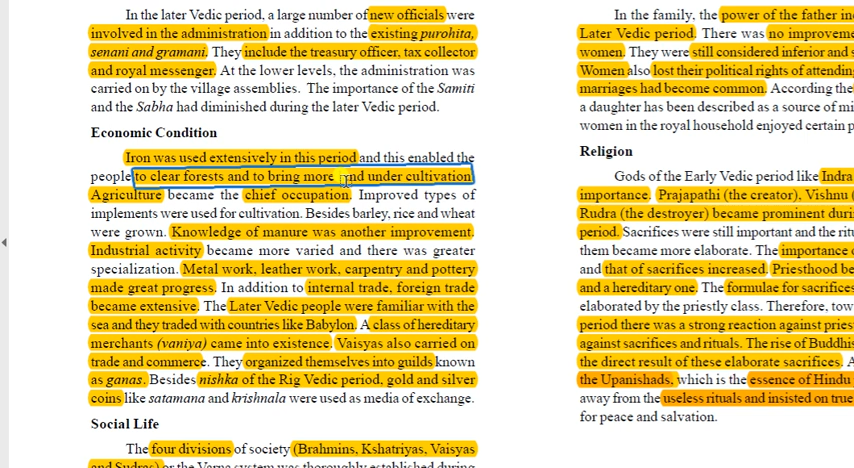 In the later Vedic period, a large number of new officials were
involved in the administration in addition to the existing purohita,
senani and gramani. They include the treasury officer, tax collector
and royal messenger. At the lower levels, the administration was
carried on by the village assemblies. The importance of the Samiti
and the Sabha had diminished during the later Vedic period.
Economic Condition
Iron was used extensively in this period and this enabled the
people to clear forests and to bring more under cultivation.
Agriculture became the chief occupation. Improved types of
implements were used for cultivation. Besides barley, rice and wheat
were grown. Knowledge of manure was another improvement.
Industrial activity became more varied and there was greater
specialization. Metal work, leather work, carpentry and pottery
made great progress. In addition to internal trade, foreign trade
became extensive. The Later Vedic people were familiar with the
sea and they traded with countries like Babylon. A class of hereditary
merchants (vaniya) came into existence. Vaisyas also carried on
trade and commerce. They organized themselves into guilds known
as ganas. Besides nishka of the Rig Vedic period, gold and silver
coins like satamana and krishnala were used as media of exchange.
Social Life
The four divisions of society (Brahmins, Kshatriyas, Vaisyas
and Sudras) or the Varna system was thoroughly established during
In the family, the power of the father in
Later Vedic period. There was no improveme
women. They were still considered inferior and s
Women also lost their political rights of attending
marriages had become common. According the
a daughter has been described as a source of mi
women in the royal household enjoyed certain p
Religion
Gods of the Early Vedic period like Indra
importance. Prajapathi (the creator), Vishnu (
Rudra (the destroyer) became prominent duri
period. Sacrifices were still important and the ritu
them became more elaborate. The importance o
and that of sacrifices increased. Priesthood be
and a hereditary one. The formulae for sacrifices
elaborated by the priestly class. Therefore, tow
period there was a strong reaction against priest
against sacrifices and rituals. The rise of Buddhis
the direct result of these elaborate sacrifices. A
the Upanishads, which is the essence of Hindu
away from the useless rituals and insisted on true
for peace and salvation.